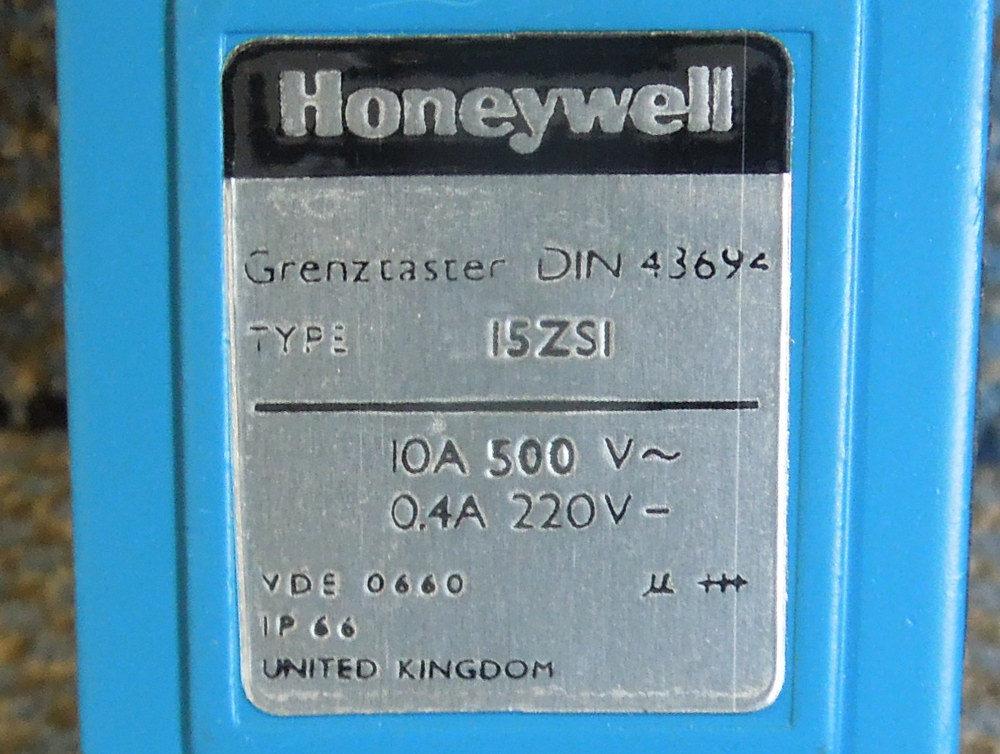 Honeywell
Grenztaster DIN 43694
TYPE 15ZS1
10A 500 V~
0.4A 220V –
VDE 0660 µ
IP 66
UNITED KINGDOM